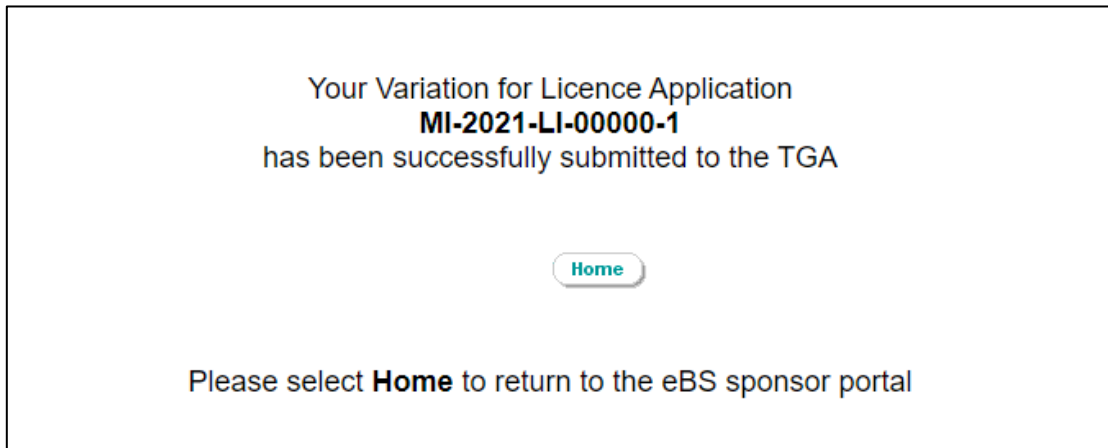 Your Variation for Licence Application
MI-2021-LI-00000-1
has been successfully submitted to the TGA
Home
Please select Home to return to the eBS sponsor portal